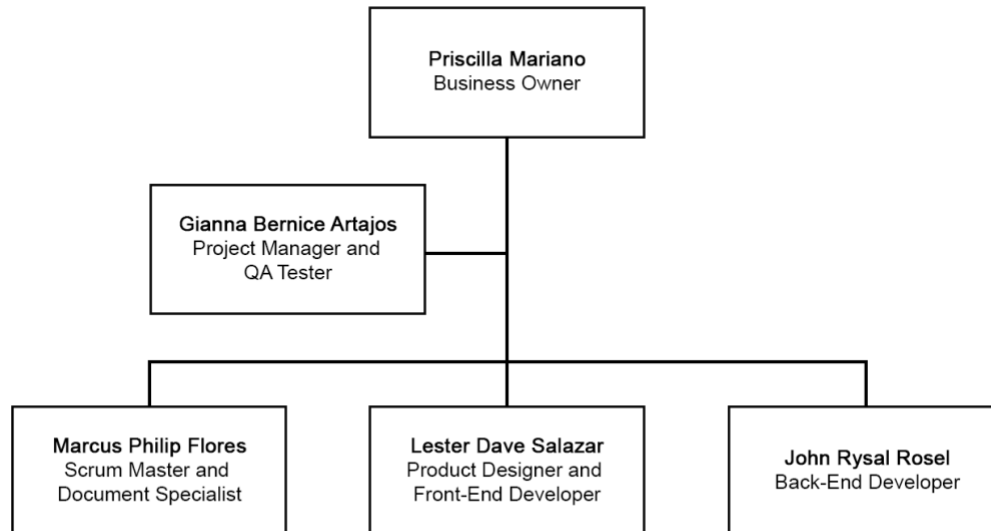 Priscilla Mariano
Business Owner
Gianna Bernice Artajos
Project Manager and
QA Tester
Marcus Philip Flores
Scrum Master and
Document Specialist
Lester Dave Salazar
Product Designer and
Front-End Developer
John Rysal Rosel
Back-End Developer